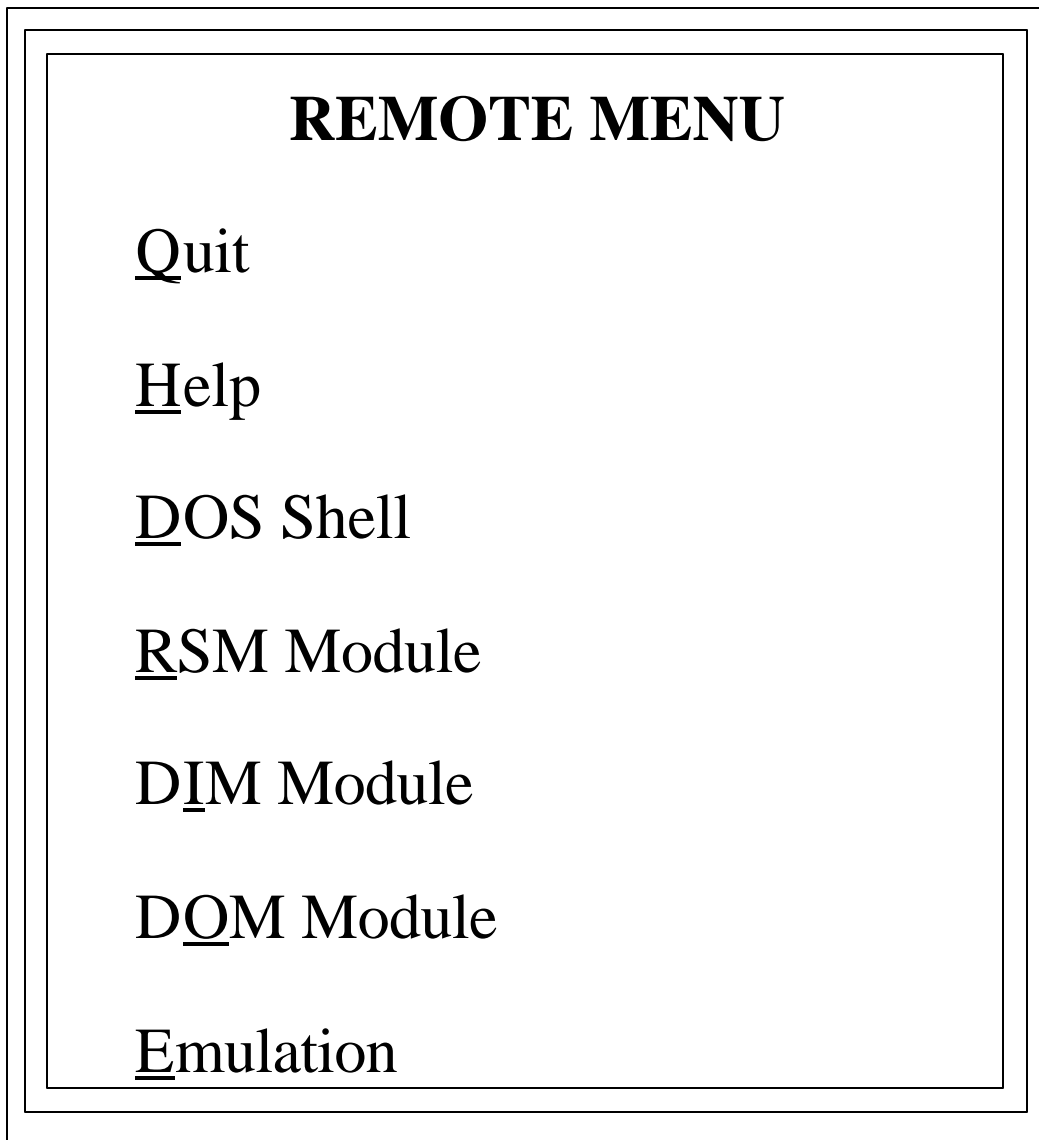 REMOTE MENU
Quit
Help
DOS Shell
RSM Module
DIM Module
DOM Module
Emulation